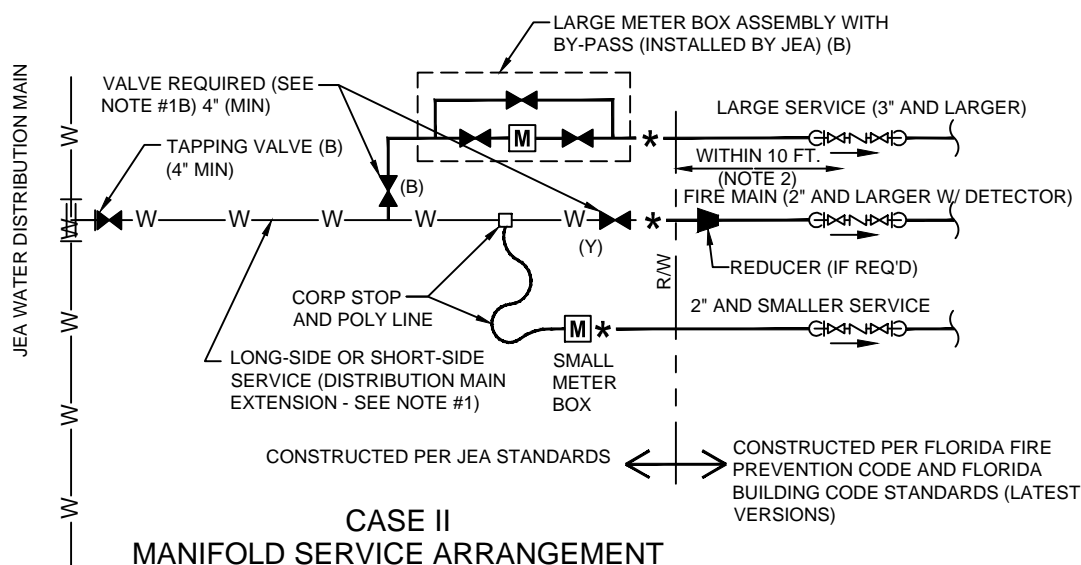 LARGE METER BOX ASSEMBLY WITH
BY-PASS (INSTALLED BY JEA) (B)
VALVE REQUIRED (SEE
NOTE #1B) 4" (MIN)
LARGE SERVICE (3" AND LARGER)
M
*
TAPPING VALVE (B)
(4" MIN)
WITHIN 10 FT.
(NOTE 2)
(B)
FIRE MAIN (2" AND LARGER W/ DETECTOR)
JEA WATER DISTRIBUTION MAIN
W
W
W
W
W
W
W
W
W
W
*
(Y)
R/W
REDUCER (IF REQ'D)
CORP STOP
AND POLY LINE
2" AND SMALLER SERVICE
M
*
LONG-SIDE OR SHORT-SIDE
SERVICE (DISTRIBUTION MAIN
EXTENSION - SEE NOTE #1)
SMALL
METER
BOX
CONSTRUCTED PER JEA STANDARDS
CONSTRUCTED PER FLORIDA FIRE
PREVENTION CODE AND FLORIDA
BUILDING CODE STANDARDS (LATEST
VERSIONS)
CASE II
MANIFOLD SERVICE ARRANGEMENT